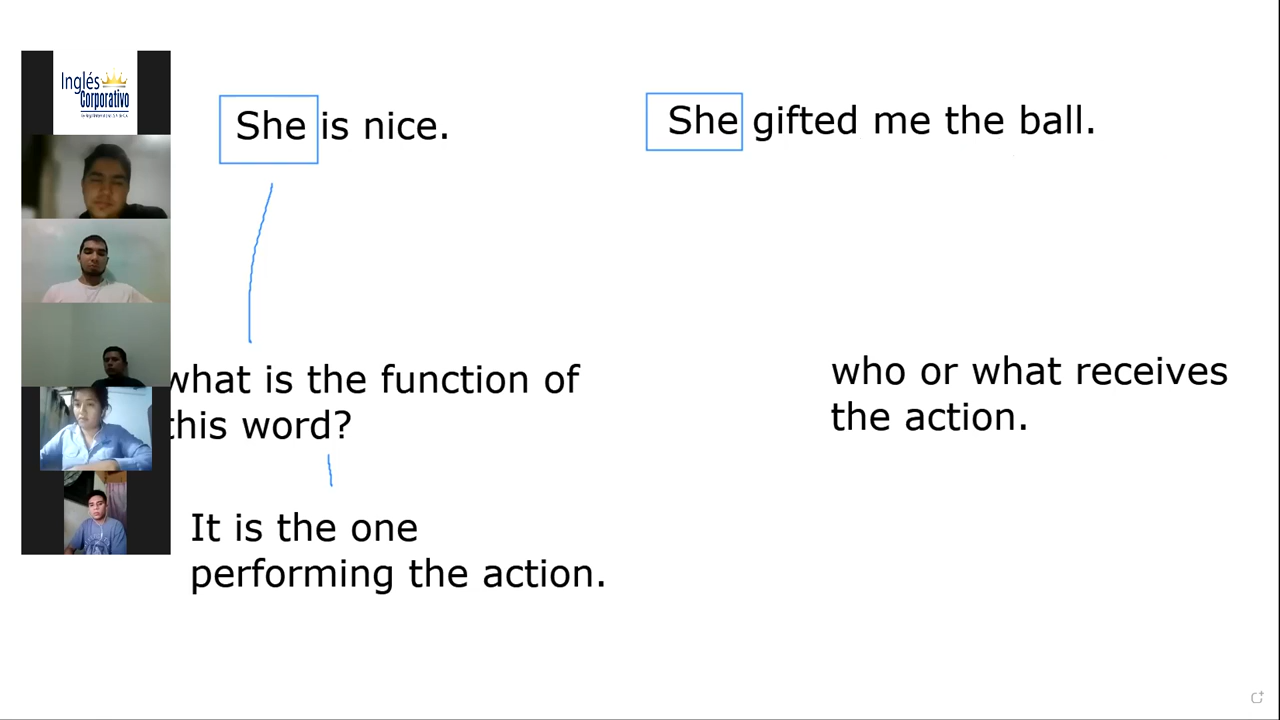 Inglés
Corporativo
She is nice.
She gifted me the ball.
what is the function of
this word?
who or what receives
the action.
It is the one
performing the action.